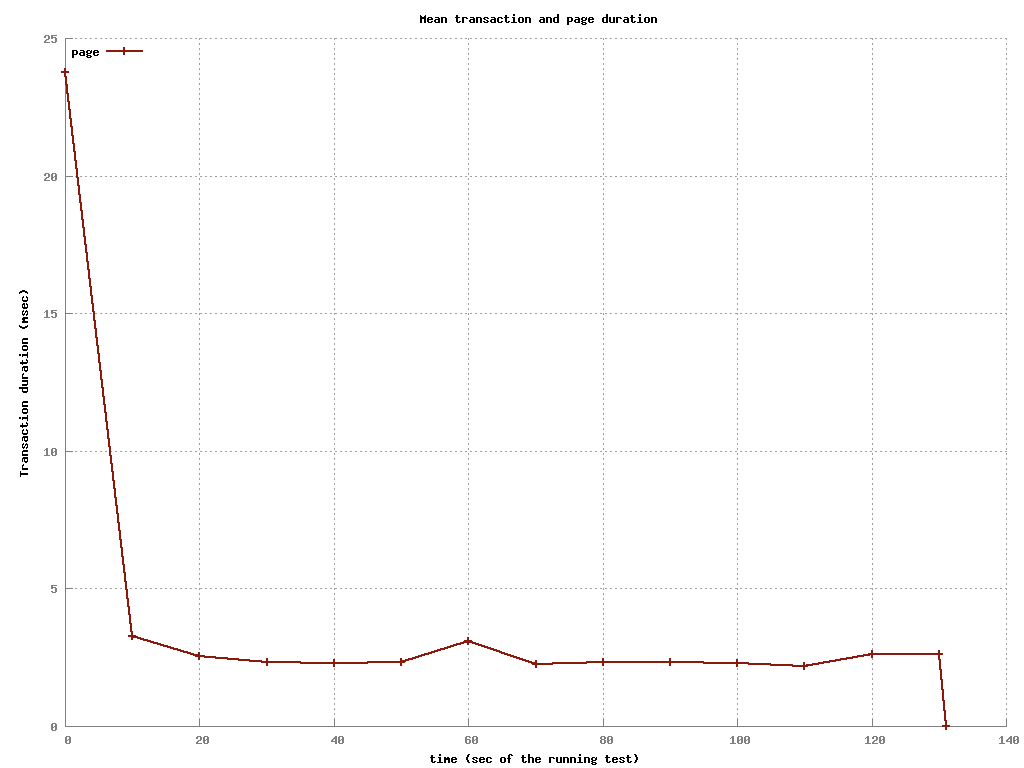 Mean transaction and page duration
page
25
20
15
10
5
0
Transaction duration (msec)
0 20 40 60 80 100 120 140
time (sec of the running test)